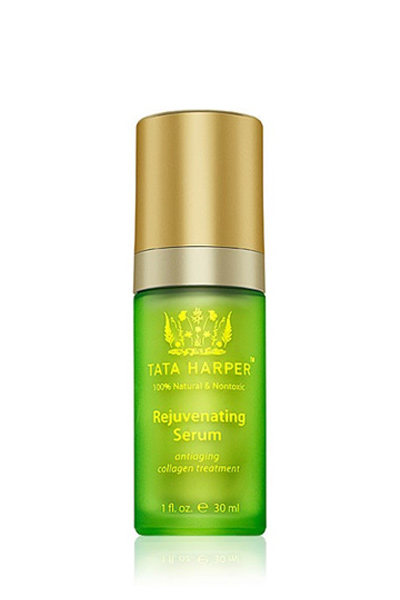 TATA HARPER™
100% Natural & Nontoxic
Rejuvenating
Serum
antiaging
collagen treatment
1 fl. oz. ℮ 30 ml